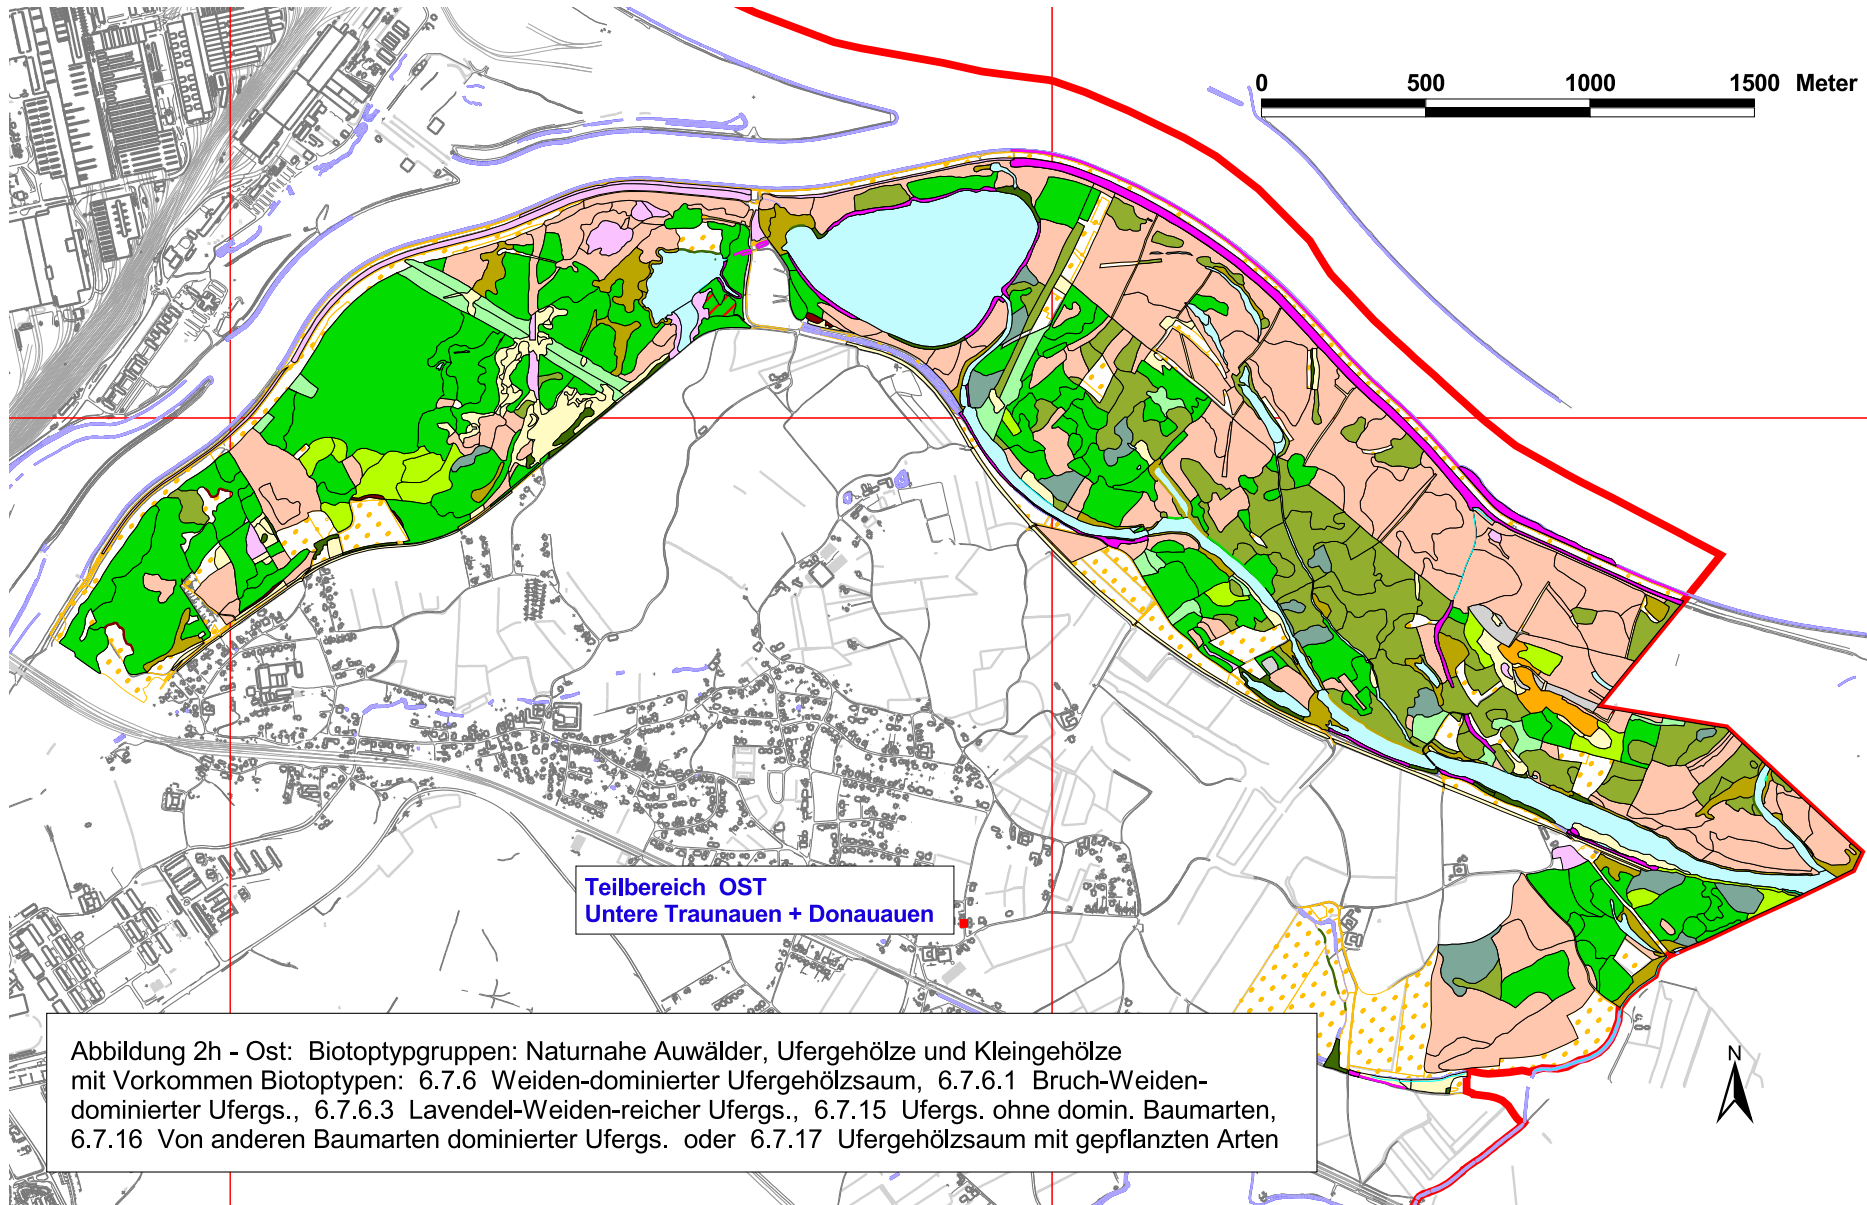 0 500 1000 1500 Meter
Teilbereich OST
Untere Traunauen + Donauauen
Abbildung 2h - Ost: Biotoptypgruppen: Naturnahe Auwälder, Ufergehölze und Kleingehölze
mit Vorkommen Biotoptypen: 6.7.6 Weiden-dominierter Ufergehölzsaum, 6.7.6.1 Bruch-Weiden-
dominierter Ufergs., 6.7.6.3 Lavendel-Weiden-reicher Ufergs., 6.7.15 Ufergs. ohne domin. Baumarten,
6.7.16 Von anderen Baumarten dominierter Ufergs. oder 6.7.17 Ufergehölzsaum mit gepflanzten Arten
N